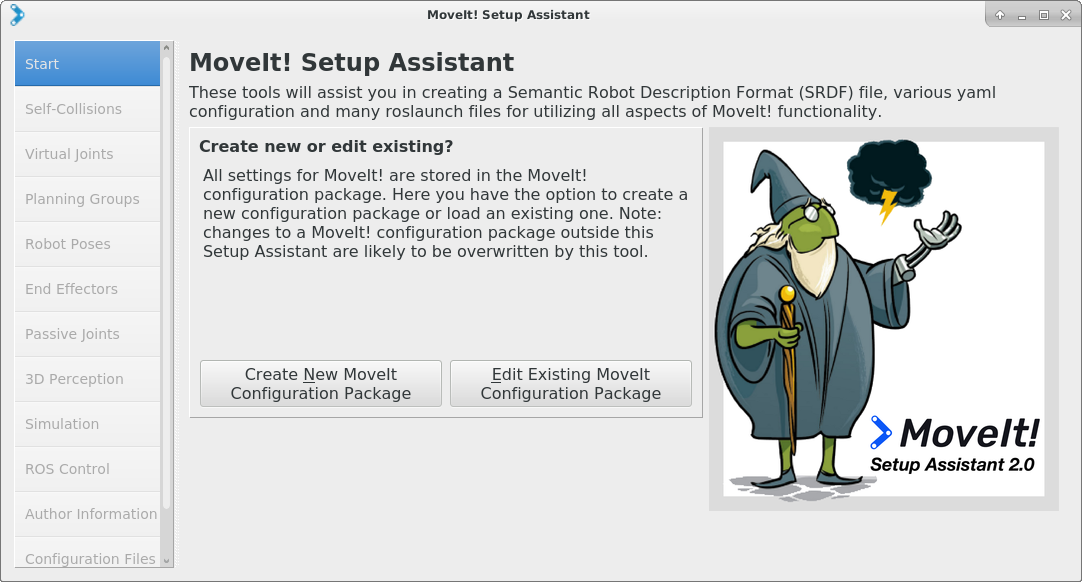 MoveIt! Setup Assistant
Start
Self-Collisions
Virtual Joints
Planning Groups
Robot Poses
End Effectors
Passive Joints
3D Perception
Simulation
ROS Control
Author Information
Configuration Files
MoveIt! Setup Assistant
These tools will assist you in creating a Semantic Robot Description Format (SRDF) file, various yaml
configuration and many roslaunch files for utilizing all aspects of MoveIt! functionality.
Create new or edit existing?
All settings for MoveIt! are stored in the MoveIt!
configuration package. Here you have the option to create a
new configuration package or load an existing one. Note:
changes to a MoveIt! configuration package outside this
Setup Assistant are likely to be overwritten by this tool.
Create New MoveIt
Configuration Package
Edit Existing MoveIt
Configuration Package
MoveIt!
Setup Assistant 2.0